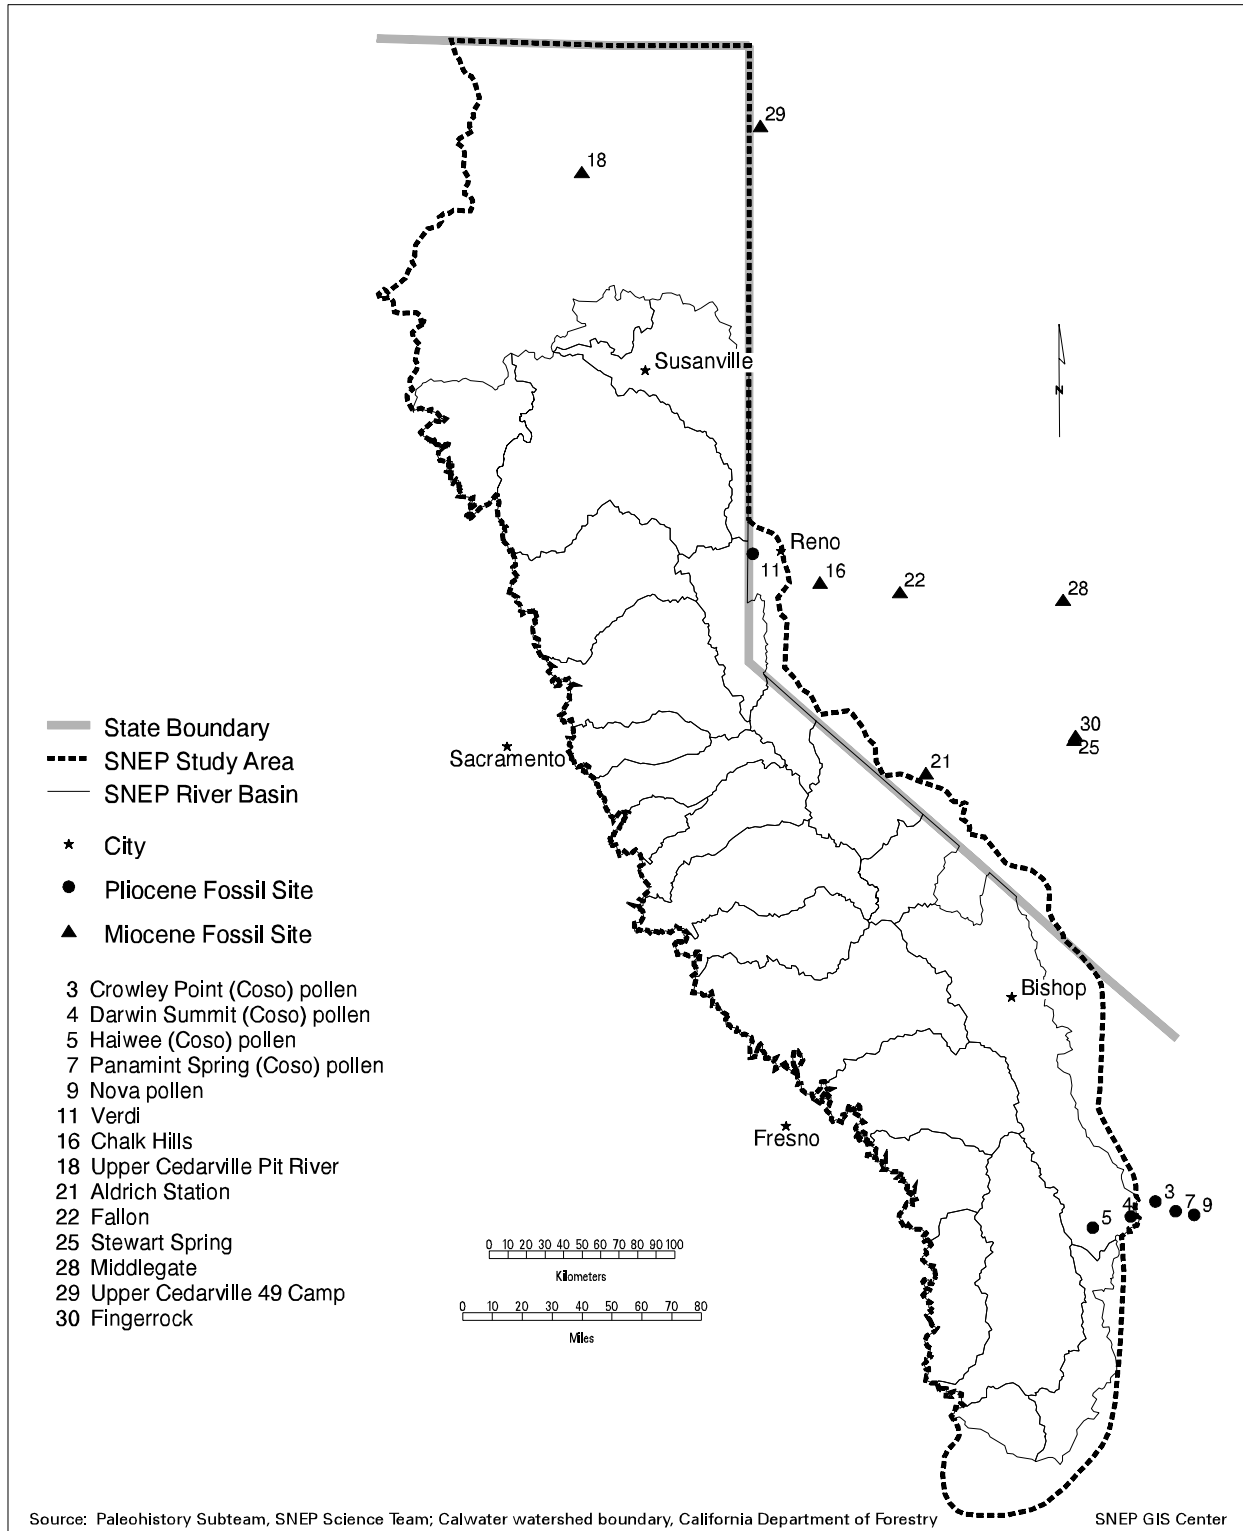 29
18
Susanville
N
Reno
11
16
22
28
30
25
21
Sacramento
State Boundary
SNEP Study Area
SNEP River Basin
City
Pliocene Fossil Site
Miocene Fossil Site
Bishop
Fresno
3 Crowley Point (Coso) pollen
4 Darwin Summit (Coso) pollen
5 Haiwee (Coso) pollen
7 Panamint Spring (Coso) pollen
9 Nova pollen
11 Verdi
16 Chalk Hills
18 Upper Cedarville Pit River
21 Aldrich Station
22 Fallon
25 Stewart Spring
28 Middlegate
29 Upper Cedarville 49 Camp
30 Fingerrock
5
4
3
7
9
0 10 20 30 40 50 60 70 80 90 100
Kilometers
0 10 20 30 40 50 60 70 80
Miles
Source: Paleohistory Subteam, SNEP Science Team; Calwater watershed boundary, California Department of Forestry
SNEP GIS Center